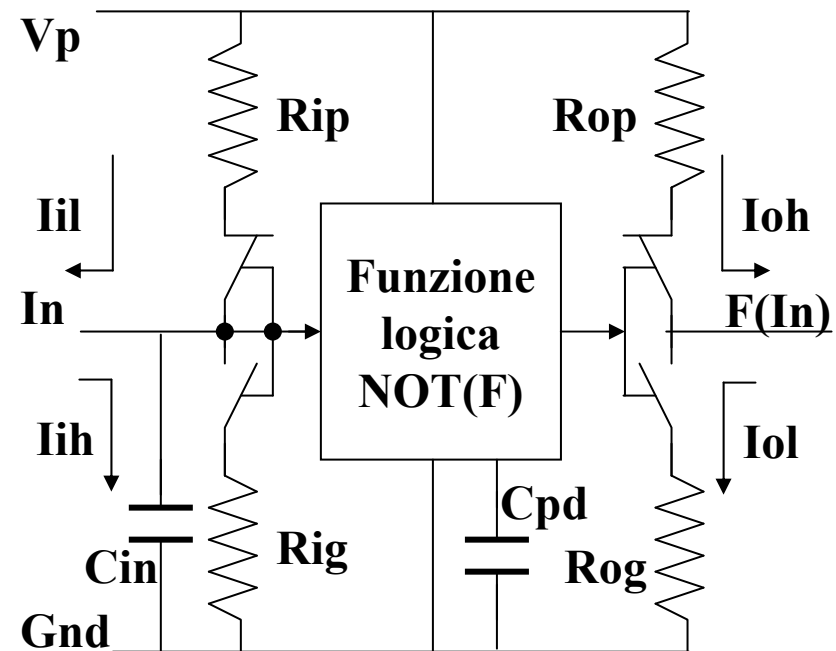 Vp
Rip
Rop
Iil
Ioh
In
Funzione
logica
NOT(F)
F(In)
Iih
Iol
Cin
Rig
Cpd
Rog
Gnd